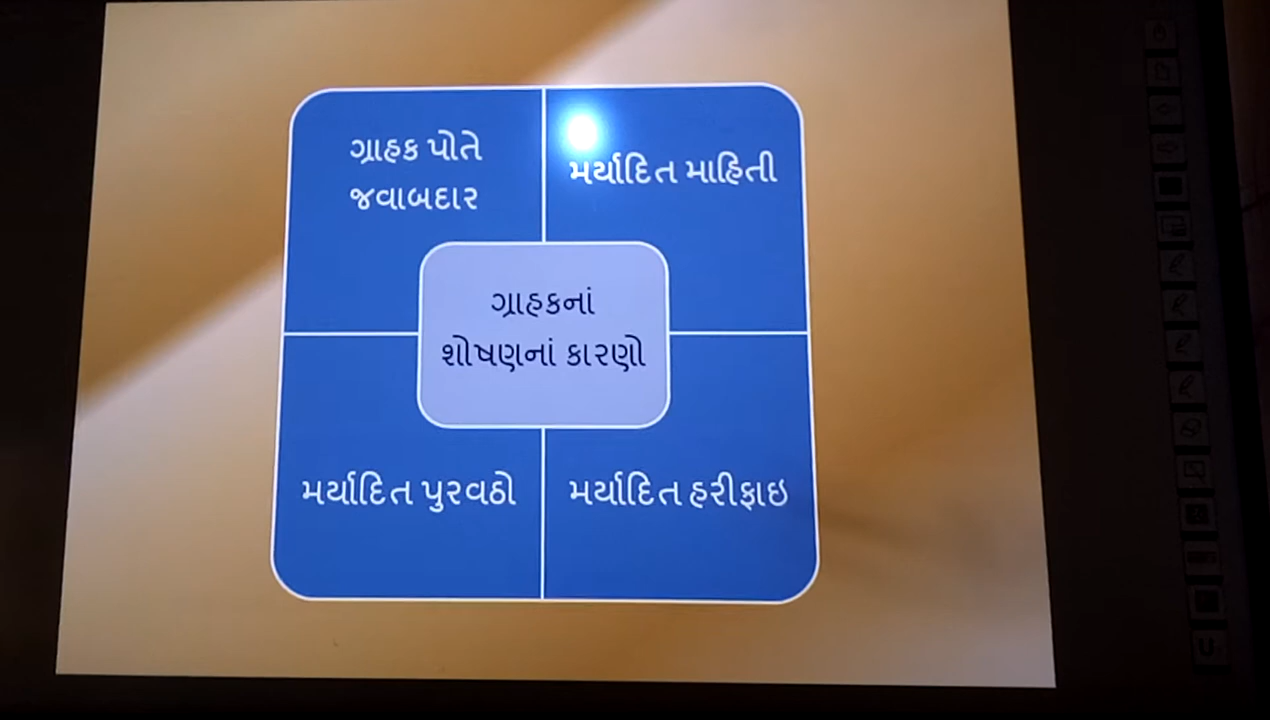 ગ્રાહક પોતે
જવાબદાર
મર્યાદિત માહિતી
ગ્રાહકનાં
શોષણનાં કારણો
મર્યાદિત પુરવઠો
મર્યાદિત હરીફાઇ